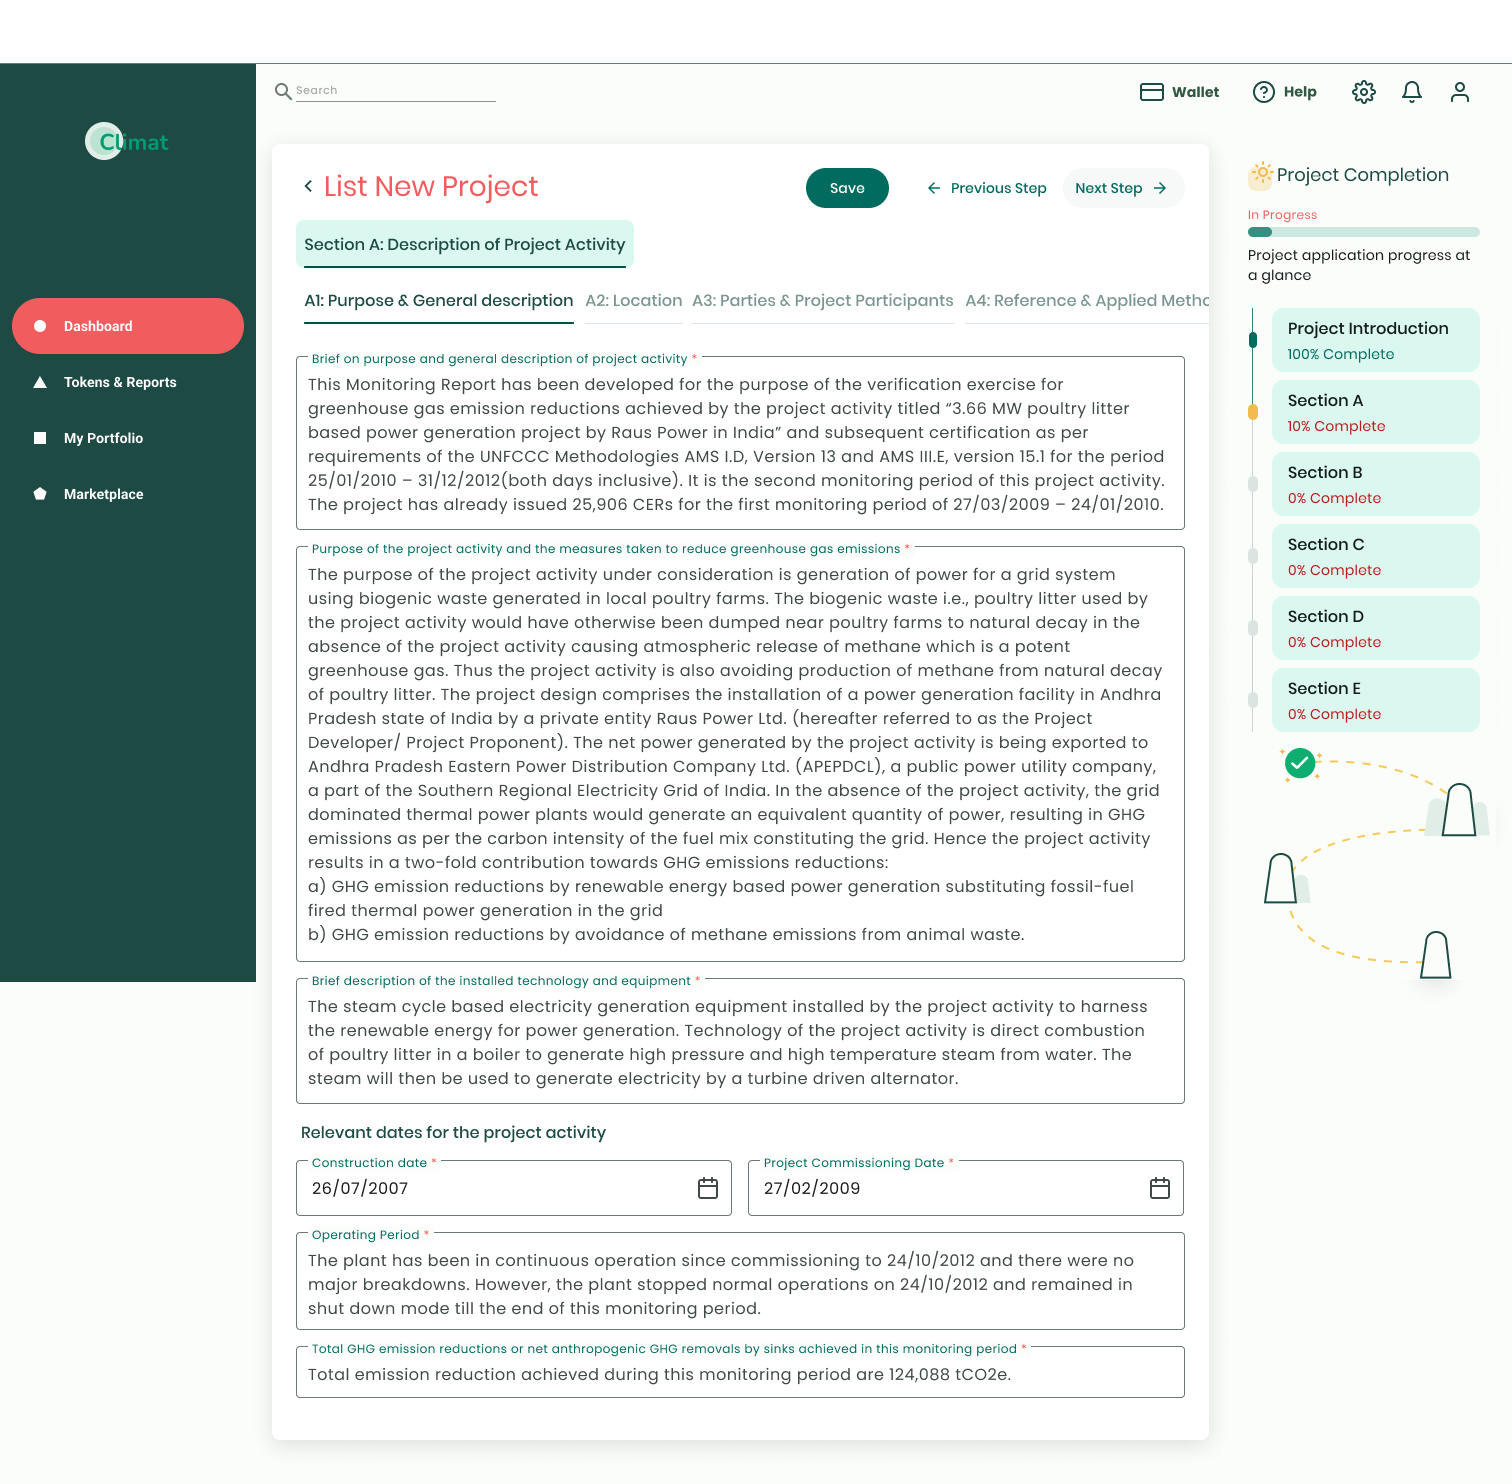 Search
Wallet
Help
Climat
Dashboard
Tokens & Reports
My Portfolio
Marketplace
List New Project
Save
Previous Step
Next Step
Section A: Description of Project Activity
A1: Purpose & General description
A2: Location
A3: Parties & Project Participants
A4: Reference & Applied Metho
Brief on purpose and general description of project activity *
This Monitoring Report has been developed for the purpose of the verification exercise for
greenhouse gas emission reductions achieved by the project activity titled “3.66 MW poultry litter
based power generation project by Raus Power in India” and subsequent certification as per
requirements of the UNFCCC Methodologies AMS I.D, Version 13 and AMS III.E, version 15.1 for the period
25/01/2010 – 31/12/2012(both days inclusive). It is the second monitoring period of this project activity.
The project has already issued 25,906 CERs for the first monitoring period of 27/03/2009 – 24/01/2010.
Purpose of the project activity and the measures taken to reduce greenhouse gas emissions *
The purpose of the project activity under consideration is generation of power for a grid system
using biogenic waste generated in local poultry farms. The biogenic waste i.e., poultry litter used by
the project activity would have otherwise been dumped near poultry farms to natural decay in the
absence of the project activity causing atmospheric release of methane which is a potent
greenhouse gas. Thus the project activity is also avoiding production of methane from natural decay
of poultry litter. The project design comprises the installation of a power generation facility in Andhra
Pradesh state of India by a private entity Raus Power Ltd. (hereafter referred to as the Project
Developer/ Project Proponent). The net power generated by the project activity is being exported to
Andhra Pradesh Eastern Power Distribution Company Ltd. (APEPDCL), a public power utility company,
a part of the Southern Regional Electricity Grid of India. In the absence of the project activity, the grid
dominated thermal power plants would generate an equivalent quantity of power, resulting in GHG
emissions as per the carbon intensity of the fuel mix constituting the grid. Hence the project activity
results in a two-fold contribution towards GHG emissions reductions:
a) GHG emission reductions by renewable energy based power generation substituting fossil-fuel
fired thermal power generation in the grid
b) GHG emission reductions by avoidance of methane emissions from animal waste.
Brief description of the installed technology and equipment *
The steam cycle based electricity generation equipment installed by the project activity to harness
the renewable energy for power generation. Technology of the project activity is direct combustion
of poultry litter in a boiler to generate high pressure and high temperature steam from water. The
steam will then be used to generate electricity by a turbine driven alternator.
Relevant dates for the project activity
Construction date *
26/07/2007
Project Commissioning Date *
27/02/2009
Operating Period *
The plant has been in continuous operation since commissioning to 24/10/2012 and there were no
major breakdowns. However, the plant stopped normal operations on 24/10/2012 and remained in
shut down mode till the end of this monitoring period.
Total GHG emission reductions or net anthropogenic GHG removals by sinks achieved in this monitoring period *
Total emission reduction achieved during this monitoring period are 124,088 tCO2e.
Project Completion
In Progress
Project application progress at
a glance
Project Introduction
100% Complete
Section A
10% Complete
Section B
0% Complete
Section C
0% Complete
Section D
0% Complete
Section E
0% Complete